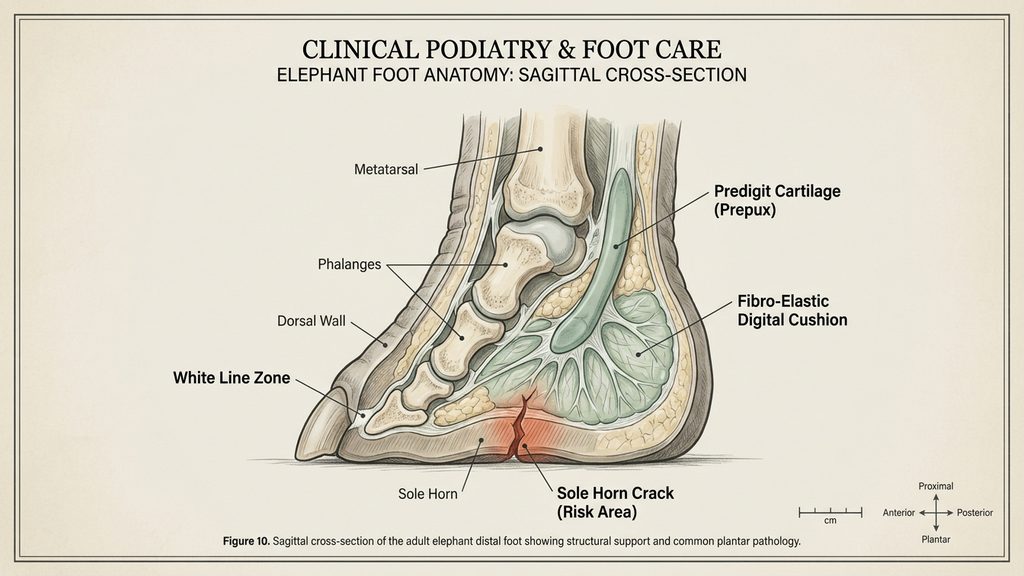 CLINICAL PODIATRY & FOOT CARE
ELEPHANT FOOT ANATOMY: SAGITTAL CROSS-SECTION
Metatarsal
Predigit Cartilage
(Prepux)
Phalanges
Fibro-Elastic
Digital Cushion
Dorsal Wall
White Line Zone
Sole Horn
Sole Horn Crack
(Risk Area)
cm
Proximal
Anterior
Posterior
Plantar
Figure 10. Sagittal cross-section of the adult elephant distal foot showing structural support and common plantar pathology.